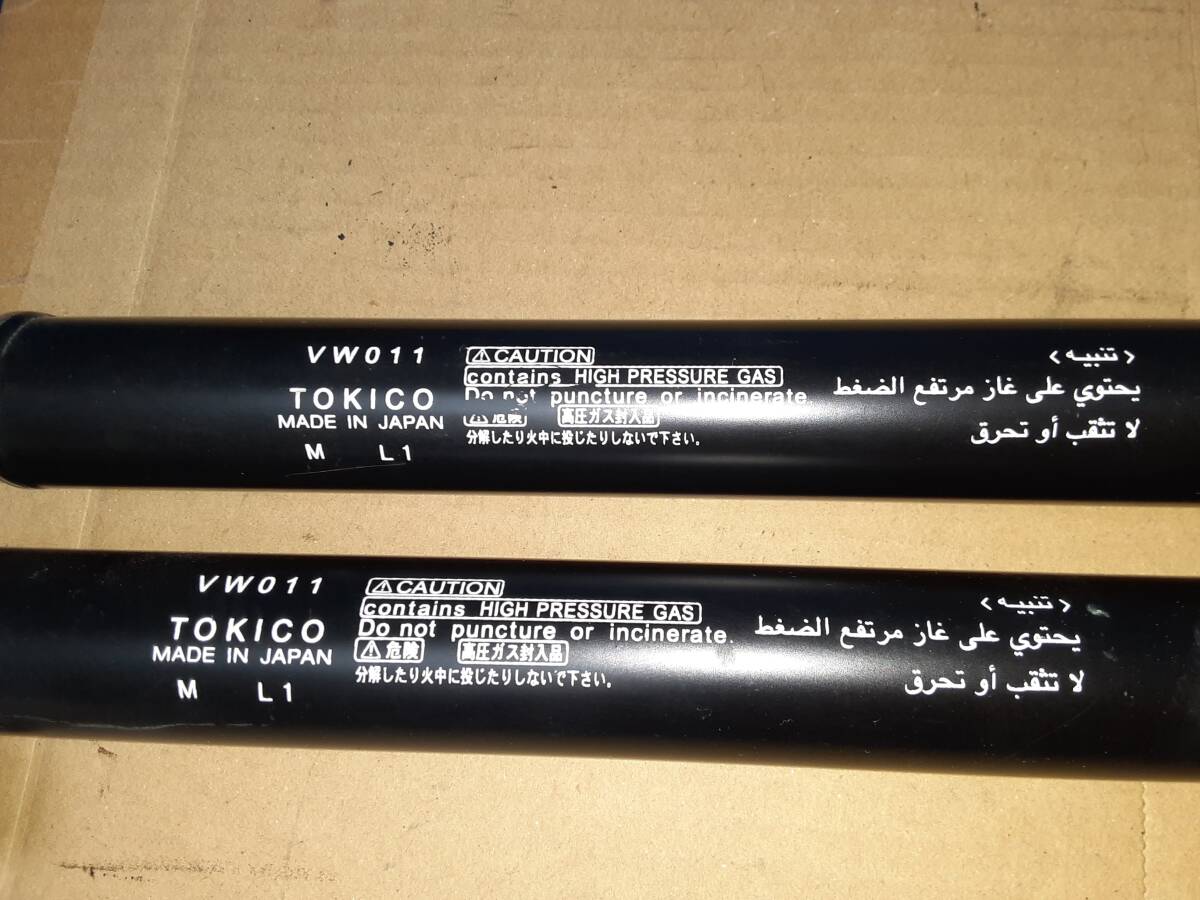 VW011
TOKICO
MADE IN JAPAN
M L1
⚠CAUTION
contains HIGH PRESSURE GAS
Do not puncture or incinerate.
⚠危険 高圧ガス封入品
分解したり火中に投じたりしないで下さい。
< تنبيه >
يحتوي على غاز مرتفع الضغط
لا تثقب أو تحرق
VW011
TOKICO
MADE IN JAPAN
M L1
⚠CAUTION
contains HIGH PRESSURE GAS
Do not puncture or incinerate.
⚠危険 高圧ガス封入品
分解したり火中に投じたりしないで下さい。
< تنبيه >
يحتوي على غاز مرتفع الضغط
لا تثقب أو تحرق